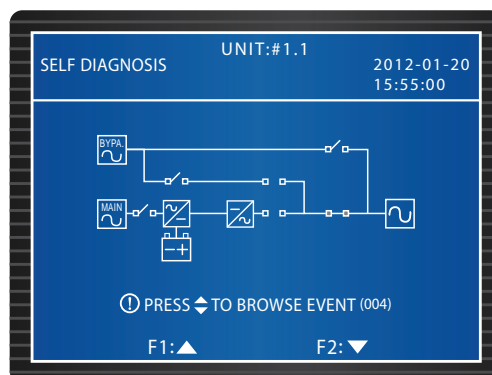 UNIT:#1.1
SELF DIAGNOSIS
2012-01-20
15:55:00
BYPA.
MAIN
PRESS TO BROWSE EVENT (004)
F1:
F2: